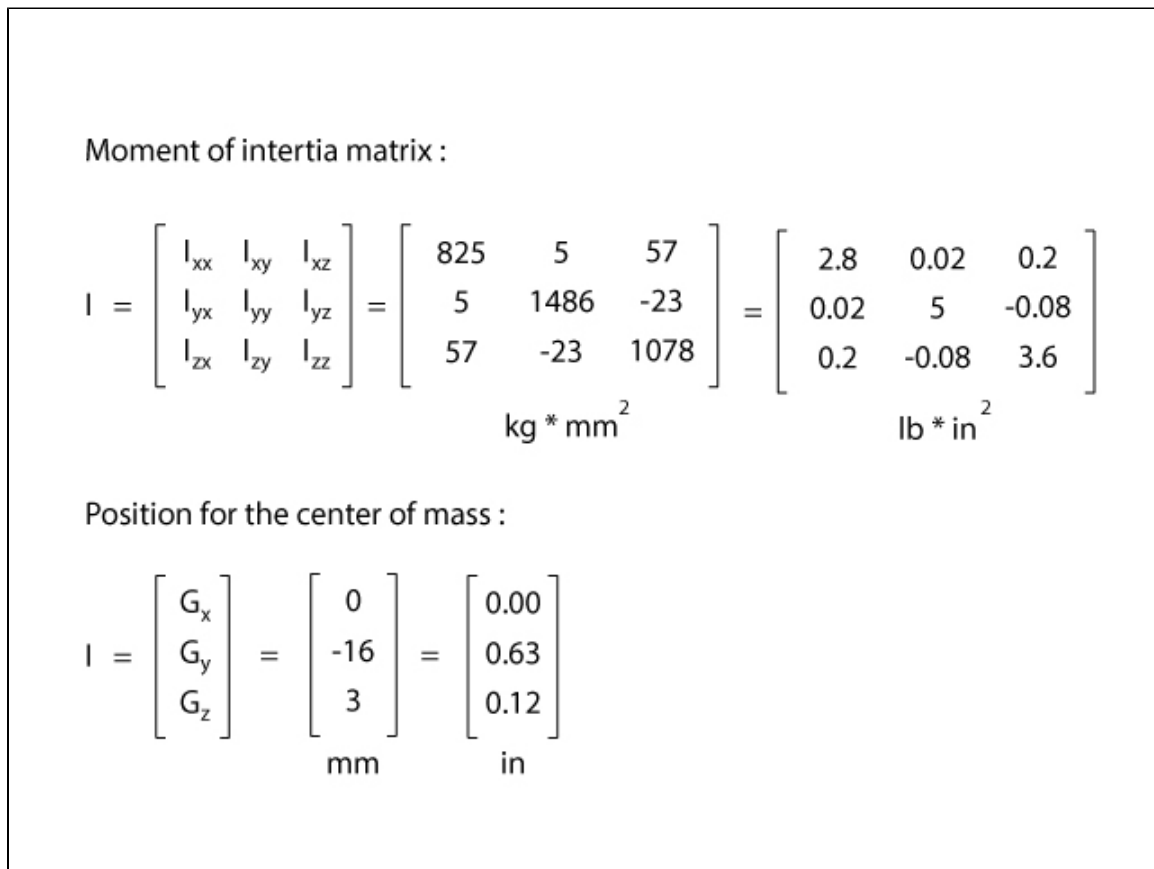 Moment of intertia matrix :
I = [ Ixx Ixy Ixz ] = [ 825 5 57 ] = [ 2.8 0.02 0.2 ]
[ Iyx Iyy Iyz ] [ 5 1486 -23 ] [ 0.02 5 -0.08 ]
[ Izx Izy Izz ] [ 57 -23 1078 ] [ 0.2 -0.08 3.6 ]
kg * mm² lb * in²
Position for the center of mass :
I = [ Gx ] = [ 0 ] = [ 0.00 ]
[ Gy ] [ -16 ] [ 0.63 ]
[ Gz ] [ 3 ] [ 0.12 ]
mm in